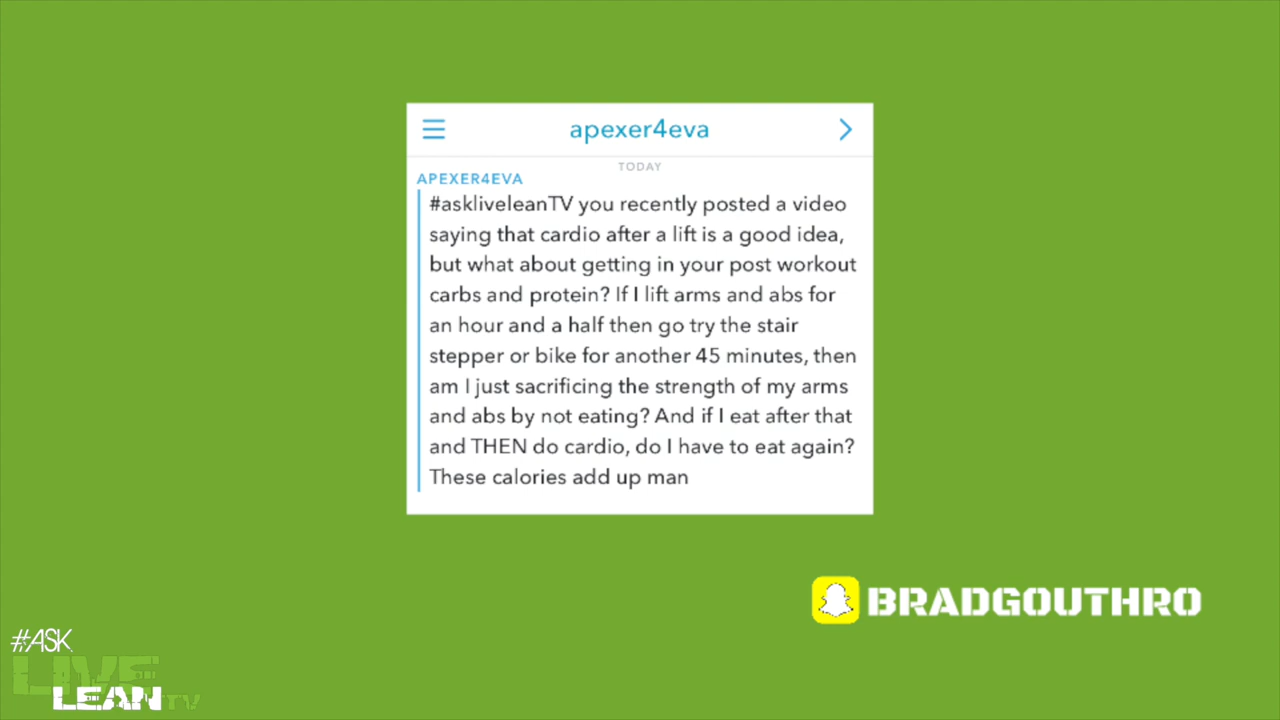 apexer4eva
TODAY
APEXER4EVA
#askliveleanTV you recently posted a video
saying that cardio after a lift is a good idea,
but what about getting in your post workout
carbs and protein? If I lift arms and abs for
an hour and a half then go try the stair
stepper or bike for another 45 minutes, then
am I just sacrificing the strength of my arms
and abs by not eating? And if I eat after that
and THEN do cardio, do I have to eat again?
These calories add up man
BRADGOUTHRO
#ASK
LIVE
LEAN TV